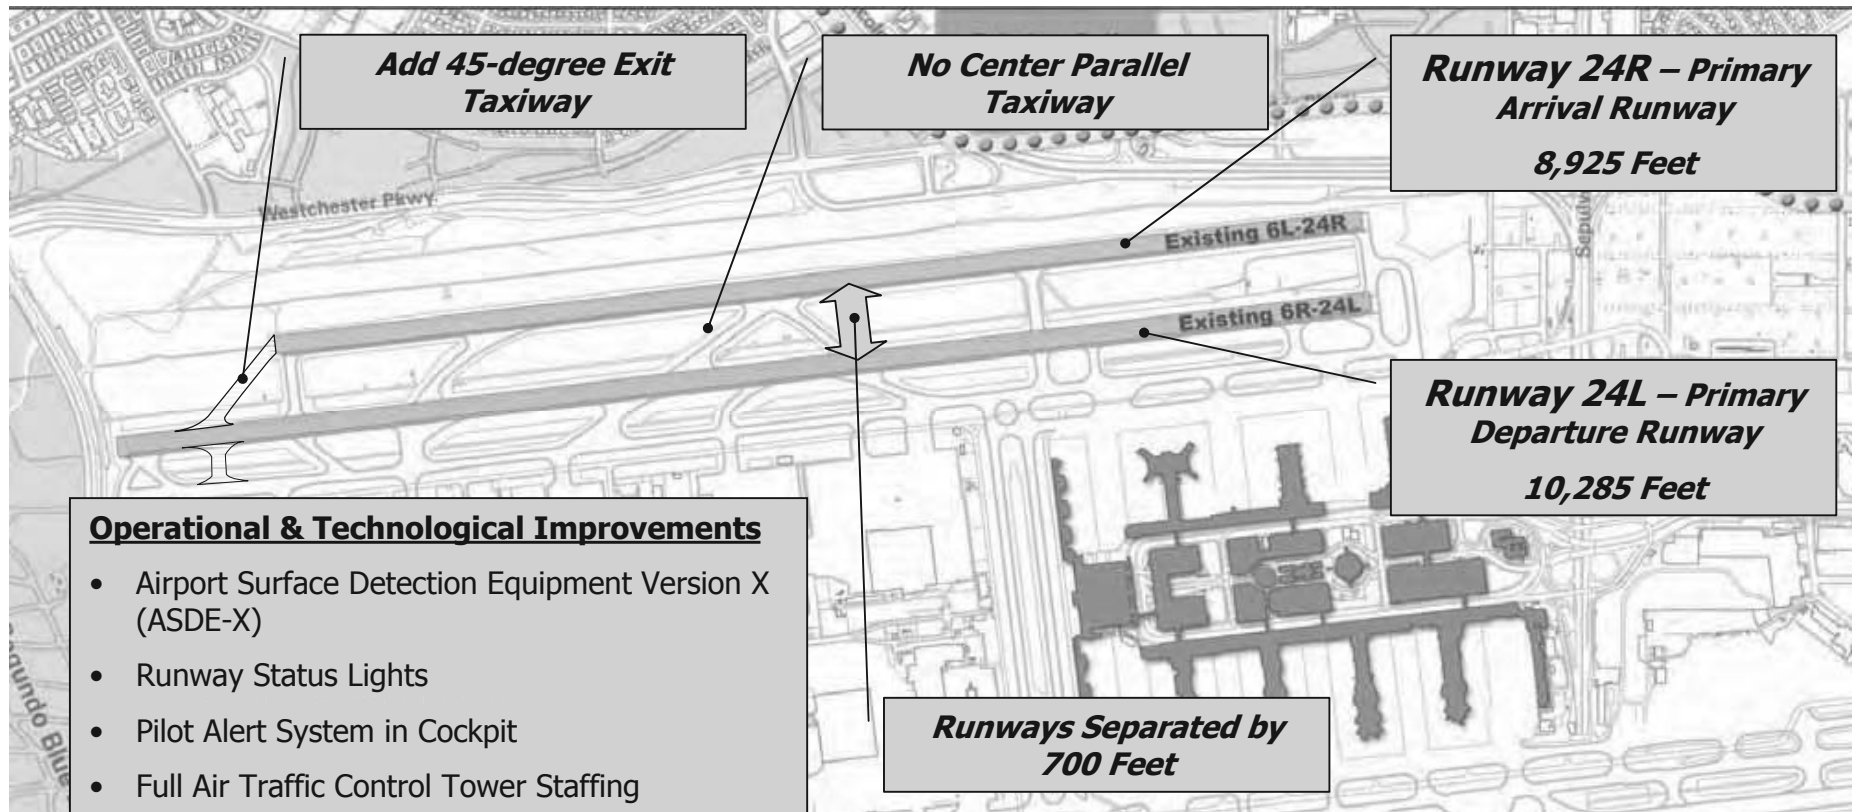 Add 45-degree Exit
Taxiway
No Center Parallel
Taxiway
Runway 24R – Primary
Arrival Runway
8,925 Feet
Westchester Pkwy.
Existing 6L-24R
Existing 6R-24L
Runway 24L – Primary
Departure Runway
10,285 Feet
Operational & Technological Improvements
• Airport Surface Detection Equipment Version X
(ASDE-X)
• Runway Status Lights
• Pilot Alert System in Cockpit
• Full Air Traffic Control Tower Staffing
Runways Separated by
700 Feet